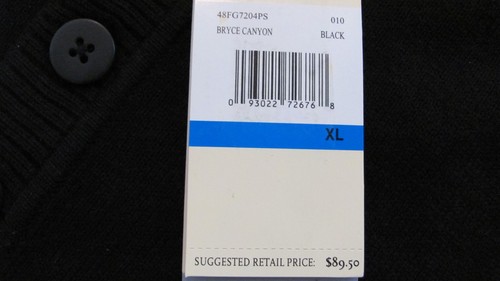 48FG7204PS 010
BRYCE CANYON BLACK
0 93022 72676 8
XL
SUGGESTED RETAIL PRICE: $89.50